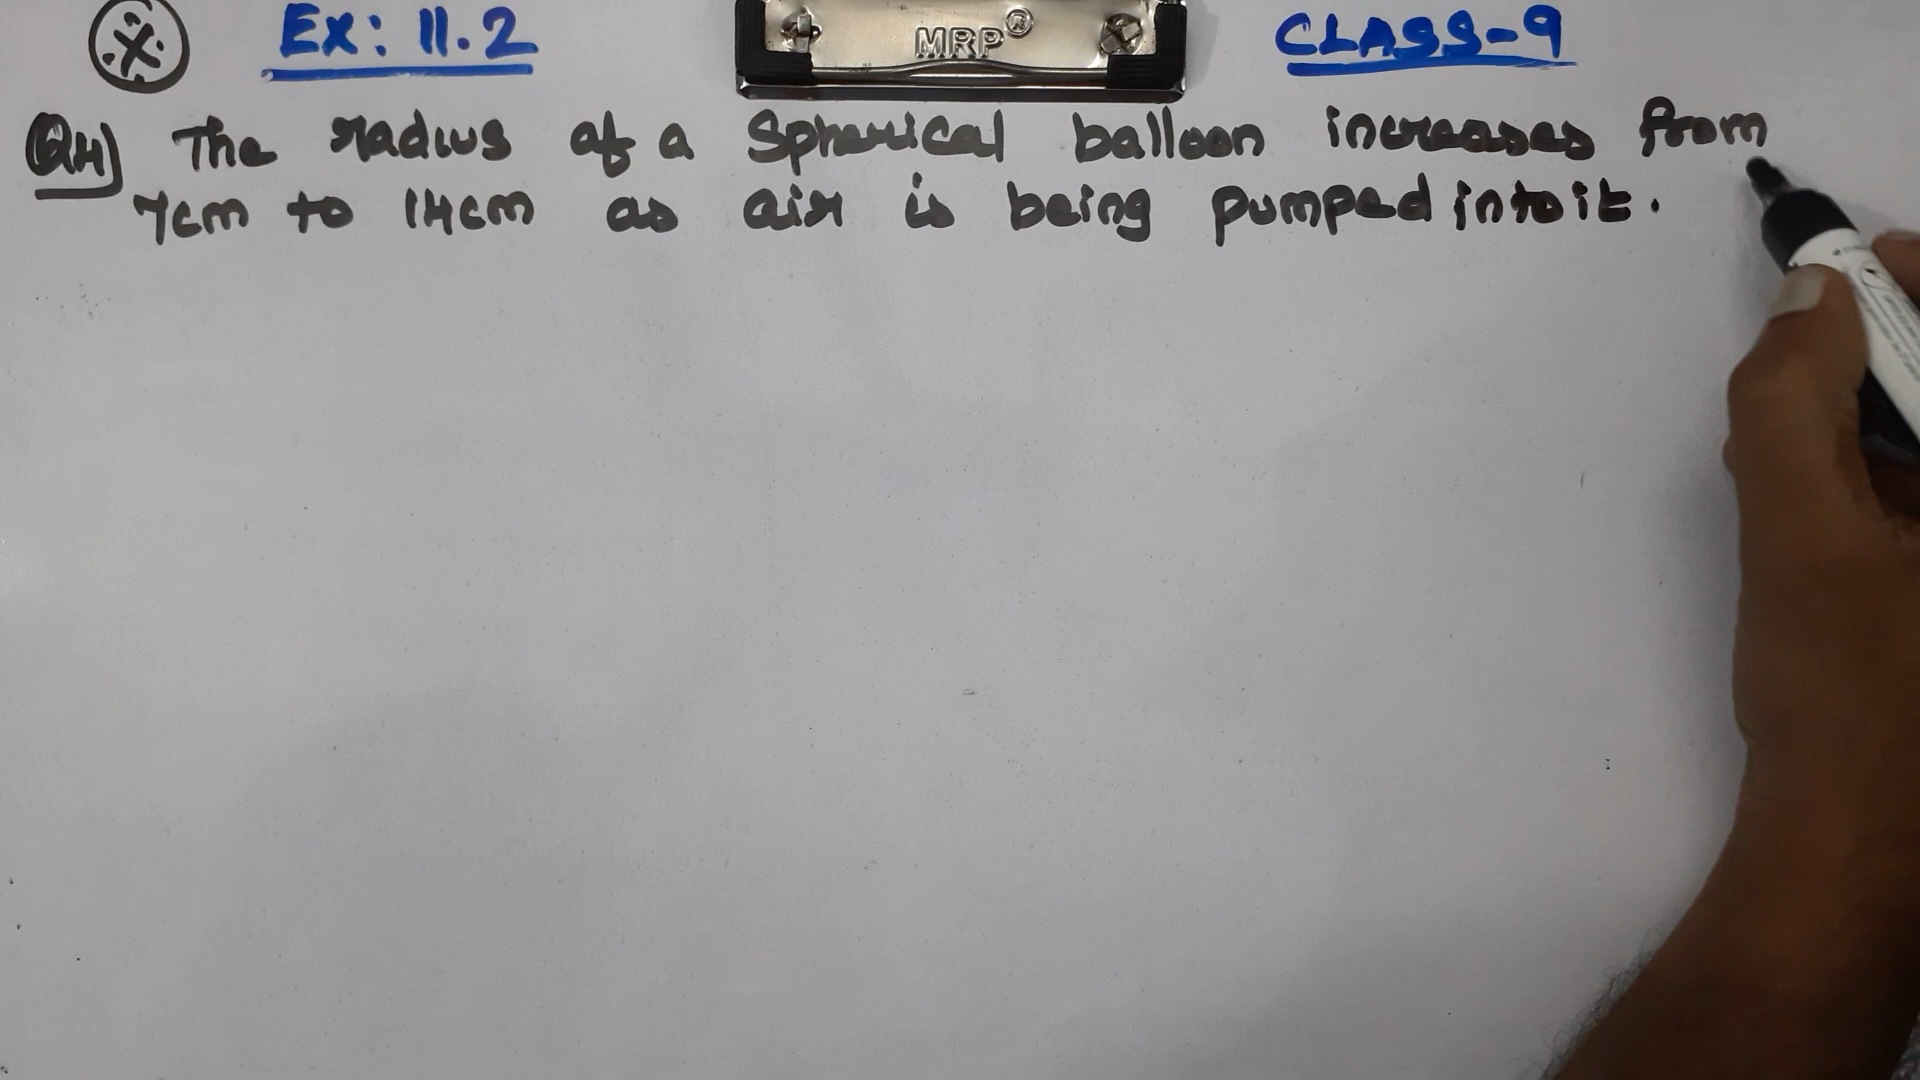 Ex: 11.2
MRP®
CLASS-9
Q4) The radius of a Spherical balloon increases from
7cm to 14cm as air is being pumped into it.